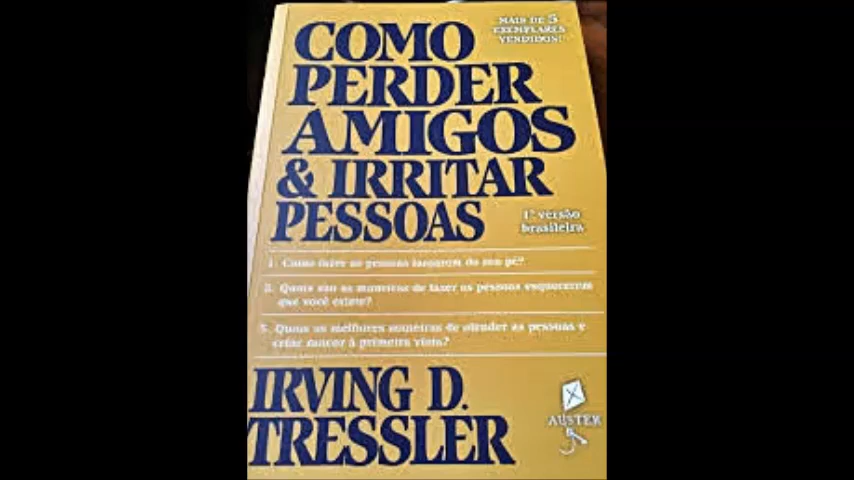 MAIS DE 5
EXEMPLARES
VENDIDOS!
COMO
PERDER
AMIGOS
& IRRITAR
PESSOAS
1ª versão
brasileira
1. Como fazer as pessoas largarem do seu pé?
3. Quais são as maneiras de fazer as pessoas esquecerem
que você existe?
5. Quais as melhores maneiras de ofender as pessoas e
criar rancor à primeira vista?
IRVING D.
TRESSLER
AUSTER